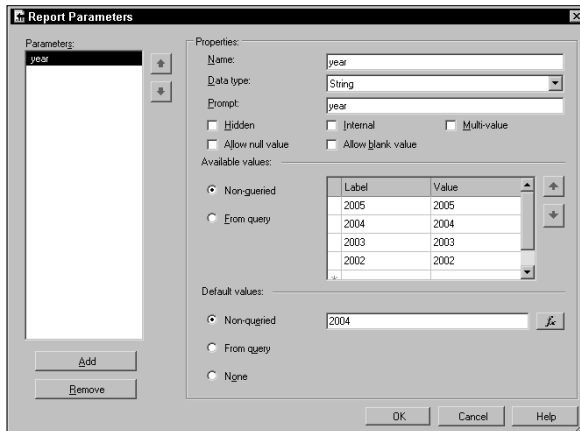 Report Parameters
Parameters:
year
Properties:
Name:
year
Data type:
String
Prompt:
year
Hidden
Internal
Multi-value
Allow null value
Allow blank value
Available values:
Non-queried
From query
Label Value
2005 2005
2004 2004
2003 2003
2002 2002
*
Default values:
Non-queried
2004
fx
From query
None
Add
Remove
OK
Cancel
Help